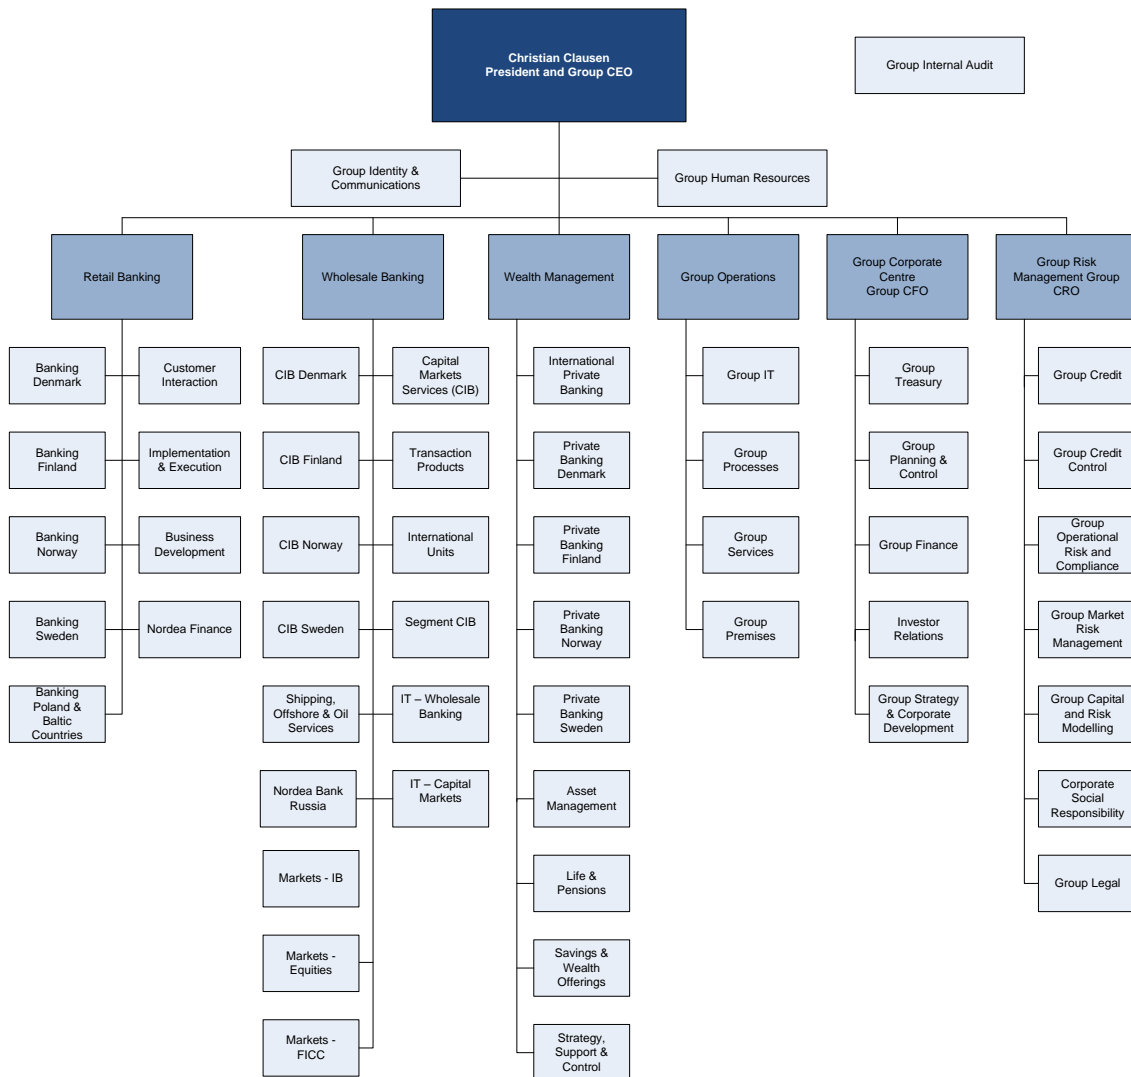 Christian Clausen
President and Group CEO
Group Internal Audit
Group Identity &
Communications
Group Human Resources
Retail Banking
Wholesale Banking
Wealth Management
Group Operations
Group Corporate
Centre
Group CFO
Group Risk
Management Group
CRO
Banking
Denmark
Customer
Interaction
Banking
Finland
Implementation
& Execution
Banking
Norway
Business
Development
Banking
Sweden
Nordea Finance
Banking
Poland &
Baltic
Countries
CIB Denmark
Capital
Markets
Services (CIB)
CIB Finland
Transaction
Products
CIB Norway
International
Units
CIB Sweden
Segment CIB
Shipping,
Offshore & Oil
Services
IT – Wholesale
Banking
Nordea Bank
Russia
IT – Capital
Markets
Markets - IB
Markets -
Equities
Markets -
FICC
International
Private
Banking
Private
Banking
Denmark
Private
Banking
Finland
Private
Banking
Norway
Private
Banking
Sweden
Asset
Management
Life &
Pensions
Savings &
Wealth
Offerings
Strategy,
Support &
Control
Group IT
Group
Processes
Group
Services
Group
Premises
Group
Treasury
Group
Planning &
Control
Group Finance
Investor
Relations
Group Strategy
& Corporate
Development
Group Credit
Group Credit
Control
Group
Operational
Risk and
Compliance
Group Market
Risk
Management
Group Capital
and Risk
Modelling
Corporate
Social
Responsibility
Group Legal